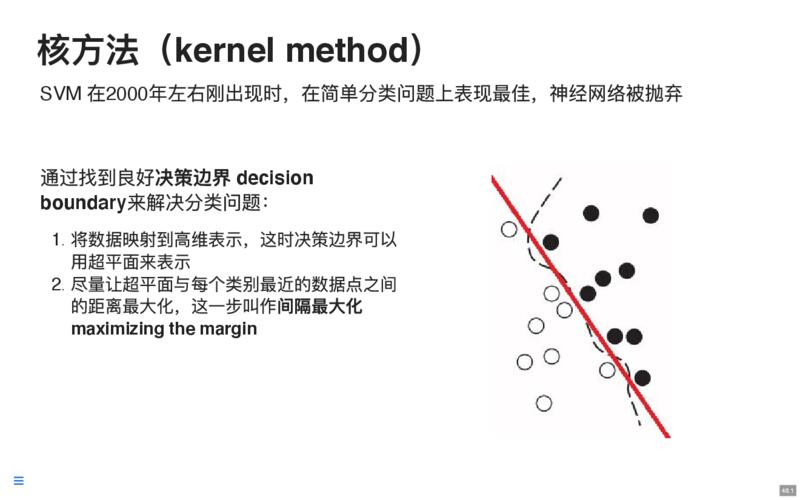 核方法（kernel method）
SVM 在2000年左右刚出现时，在简单分类问题上表现最佳，神经网络被抛弃
通过找到良好决策边界 decision
boundary来解决分类问题：
1. 将数据映射到高维表示，这时决策边界可以
用超平面来表示
2. 尽量让超平面与每个类别最近的数据点之间
的距离最大化，这一步叫作间隔最大化
maximizing the margin
48.1